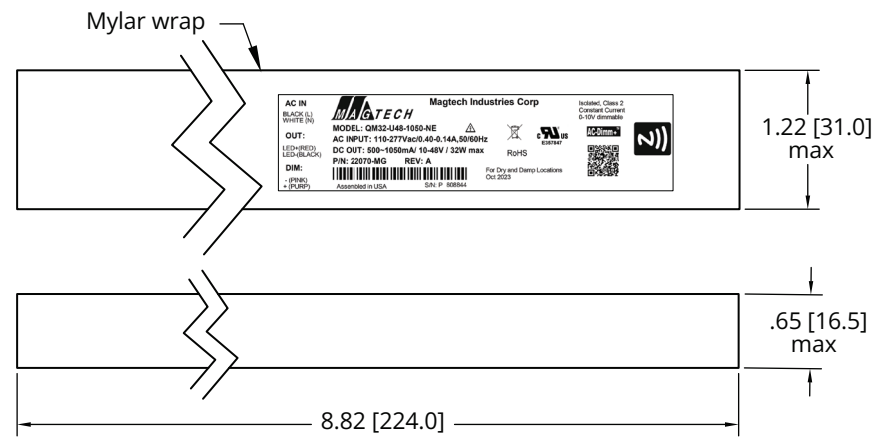 Mylar wrap
AC IN
BLACK (L)
WHITE (N)
OUT:
LED+(RED)
LED-(BLACK)
DIM:
- (PINK)
+ (PURP)
MAGTECH
Magtech Industries Corp
MODEL: QM32-U48-1050-NE
AC INPUT: 110-277Vac/0.40-0.14A,50/60Hz
DC OUT: 500~1050mA/ 10-48V / 32W max
P/N: 22070-MG REV: A
Assembled in USA S/N: P 808844
RoHS
c RU US
E357847
For Dry and Damp Locations
Oct 2023
Isolated, Class 2
Constant Current
0-10V dimmable
AC-Dimm+
1.22 [31.0]
max
.65 [16.5]
max
8.82 [224.0]